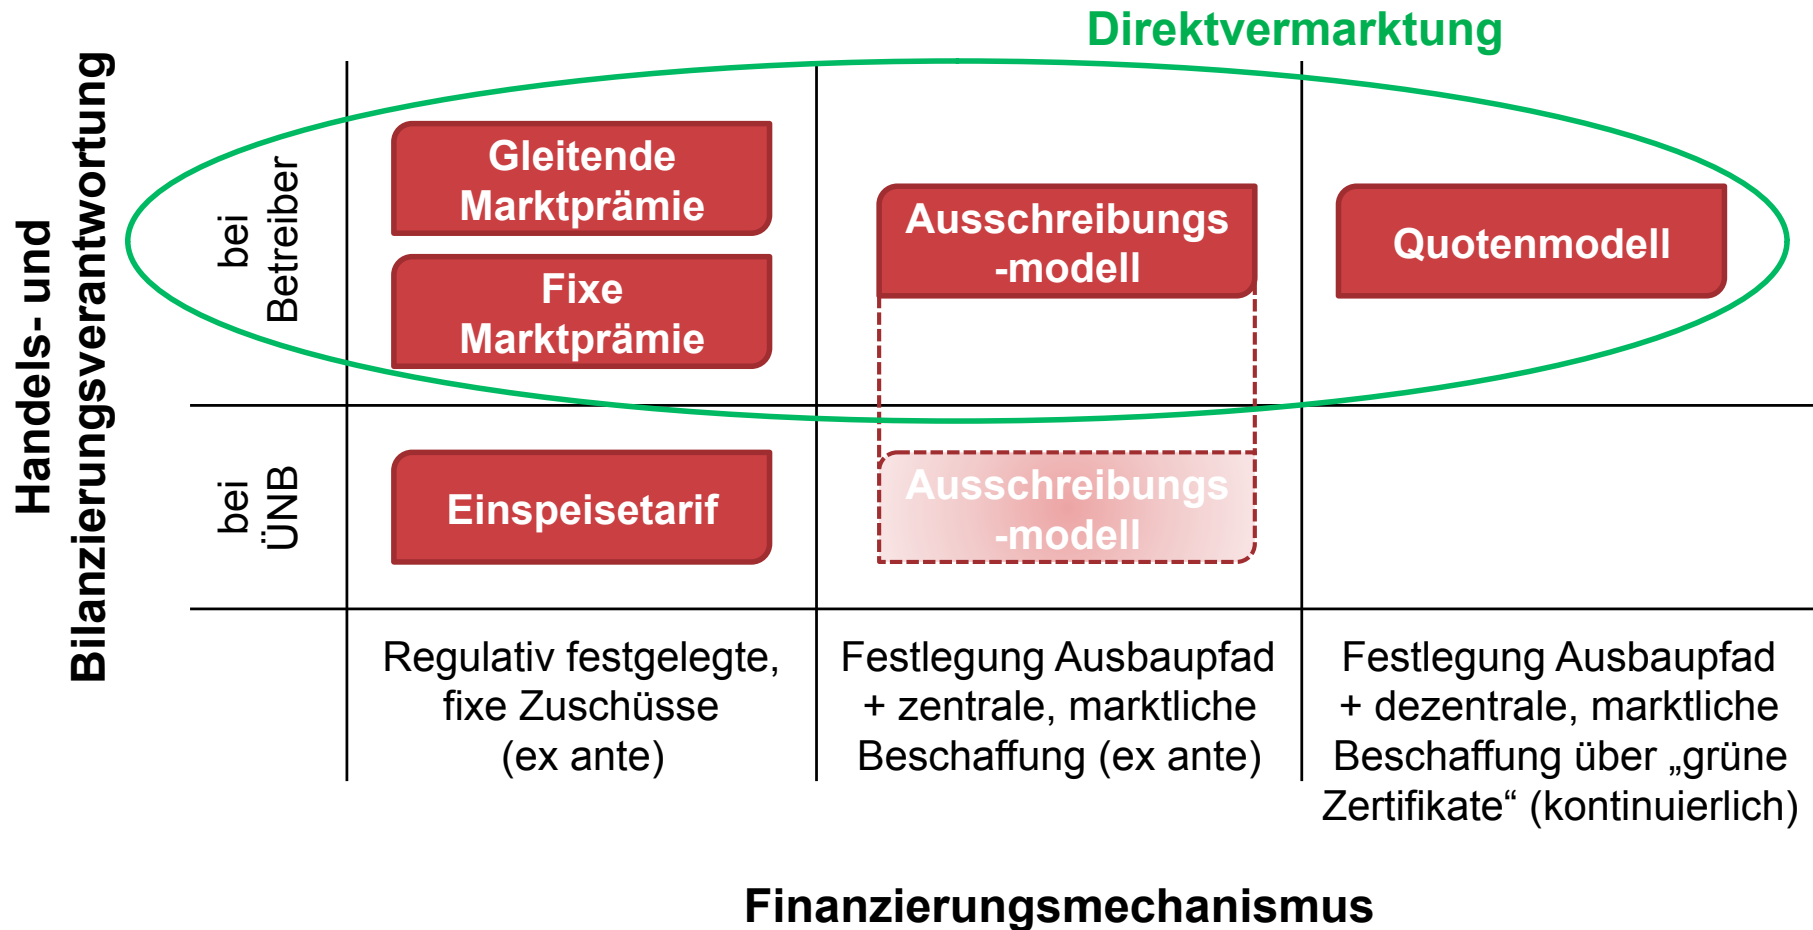 Direktvermarktung
Handels- und
Bilanzierungsverantwortung
bei
Betreiber
Gleitende
Marktprämie
Fixe
Marktprämie
Ausschreibungs
-modell
Quotenmodell
bei
ÜNB
Einspeisetarif
Ausschreibungs
-modell
Regulativ festgelegte,
fixe Zuschüsse
(ex ante)
Festlegung Ausbaupfad
+ zentrale, marktliche
Beschaffung (ex ante)
Festlegung Ausbaupfad
+ dezentrale, marktliche
Beschaffung über „grüne
Zertifikate“ (kontinuierlich)
Finanzierungsmechanismus